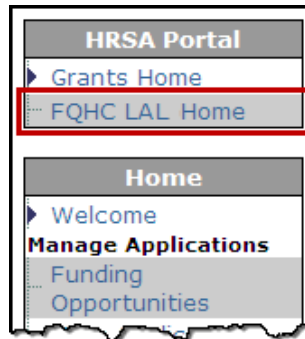 HRSA Portal
Grants Home
FQHC LAL Home
Home
Welcome
Manage Applications
Funding
Opportunities